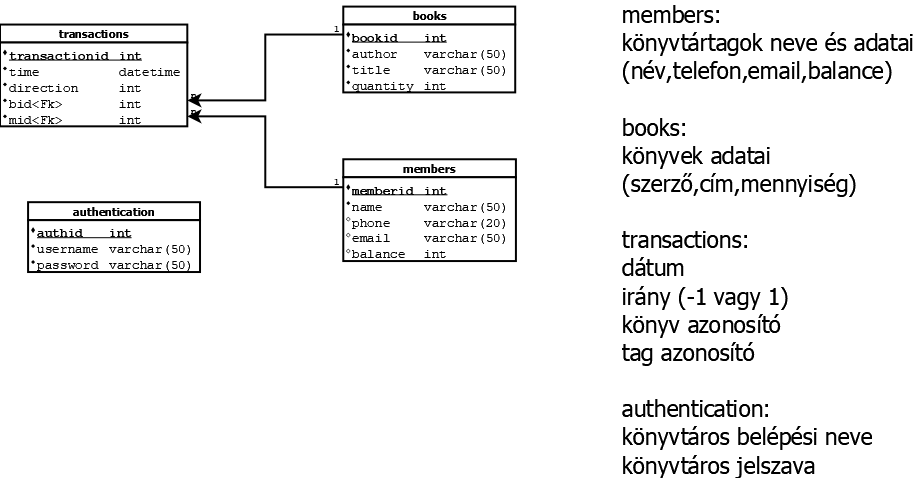 transactions
transactionid int
time datetime
direction int
bid<Fk> int
mid<Fk> int
books
bookid int
author varchar(50)
title varchar(50)
quantity int
1
n
n
1
members
memberid int
name varchar(50)
phone varchar(20)
email varchar(50)
balance int
authentication
authid int
username varchar(50)
password varchar(50)
members:
könyvtártagok neve és adatai
(név,telefon,email,balance)
books:
könyvek adatai
(szerző,cím,mennyiség)
transactions:
dátum
irány (-1 vagy 1)
könyv azonosító
tag azonosító
authentication:
könyvtáros belépési neve
könyvtáros jelszava